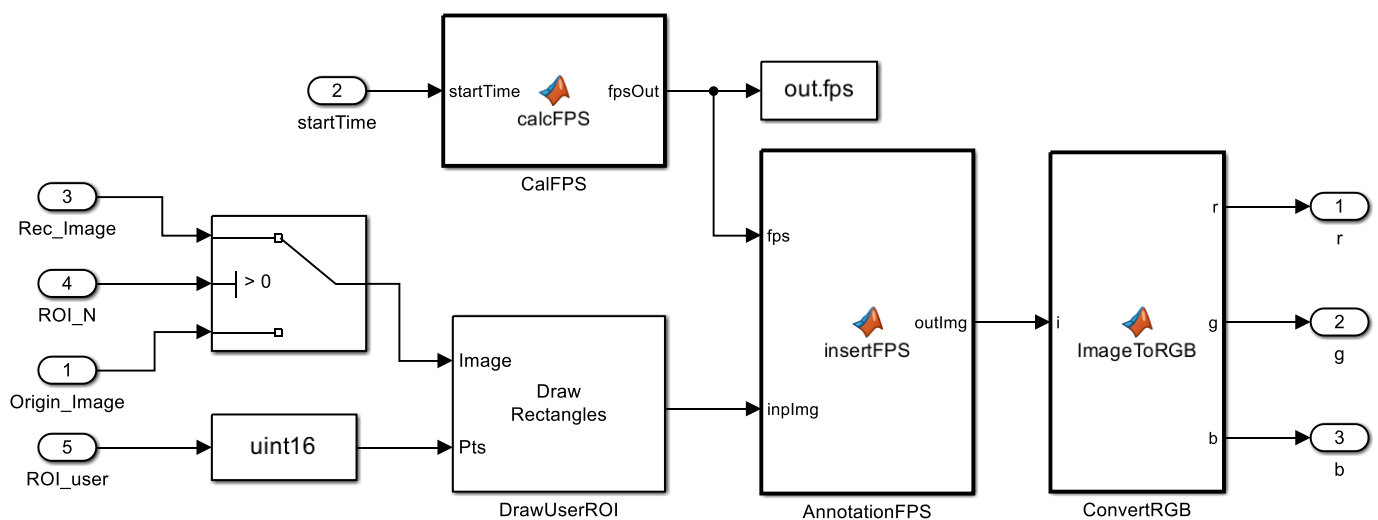 2
startTime
startTime
calcFPS
fpsOut
CalFPS
out.fps
3
Rec_Image
4
ROI_N
> 0
1
Origin_Image
5
ROI_user
uint16
Image
Pts
Draw
Rectangles
DrawUserROI
fps
inpImg
insertFPS
outImg
AnnotationFPS
i
ImageToRGB
r
g
b
ConvertRGB
1
r
2
g
3
b